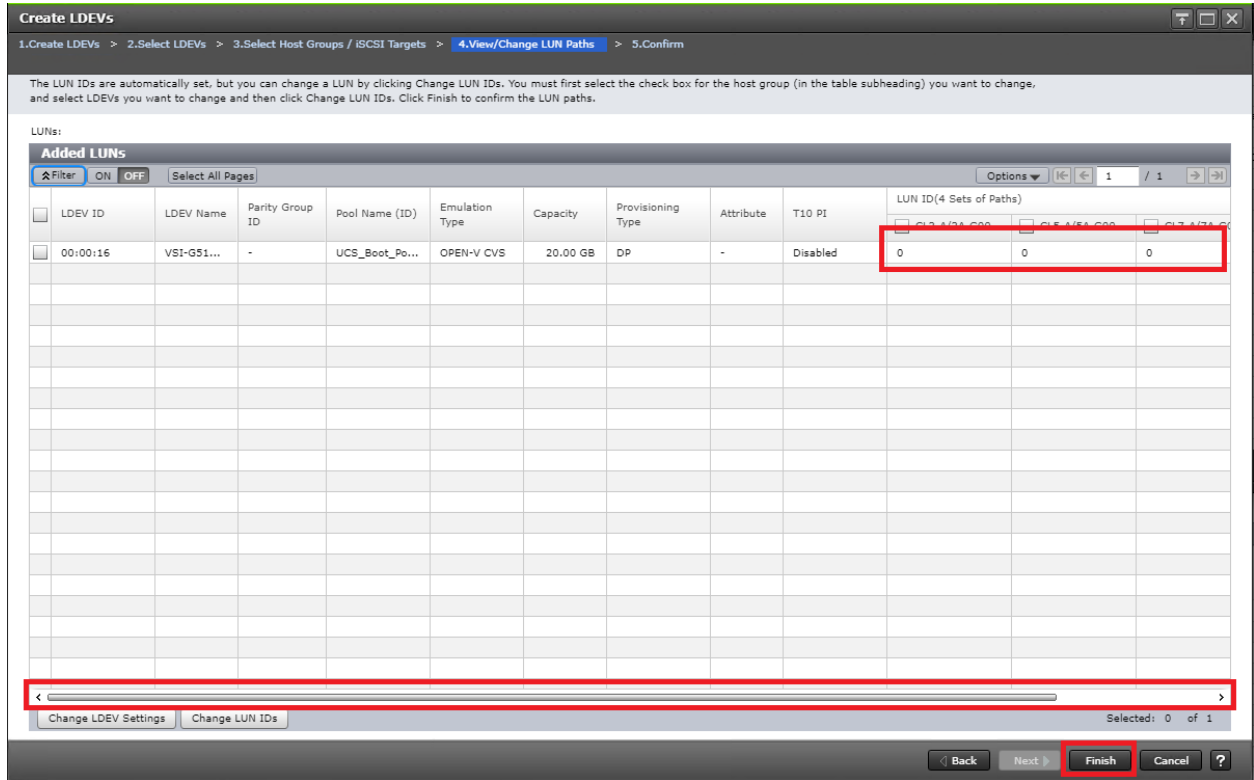 Create LDEVs
1.Create LDEVs > 2.Select LDEVs > 3.Select Host Groups / iSCSI Targets > 4.View/Change LUN Paths > 5.Confirm
The LUN IDs are automatically set, but you can change a LUN by clicking Change LUN IDs. You must first select the check box for the host group (in the table subheading) you want to change,
and select LDEVs you want to change and then click Change LUN IDs. Click Finish to confirm the LUN paths.
LUNs:
Added LUNs
Filter ON OFF Select All Pages Options 1 / 1
LUN ID(4 Sets of Paths)
LDEV ID LDEV Name Parity Group ID Pool Name (ID) Emulation Type Capacity Provisioning Type Attribute T10 PI
00:00:16 VSI-G51... - UCS_Boot_Po... OPEN-V CVS 20.00 GB DP - Disabled 0 0 0
Change LDEV Settings Change LUN IDs Selected: 0 of 1
Back Next Finish Cancel ?